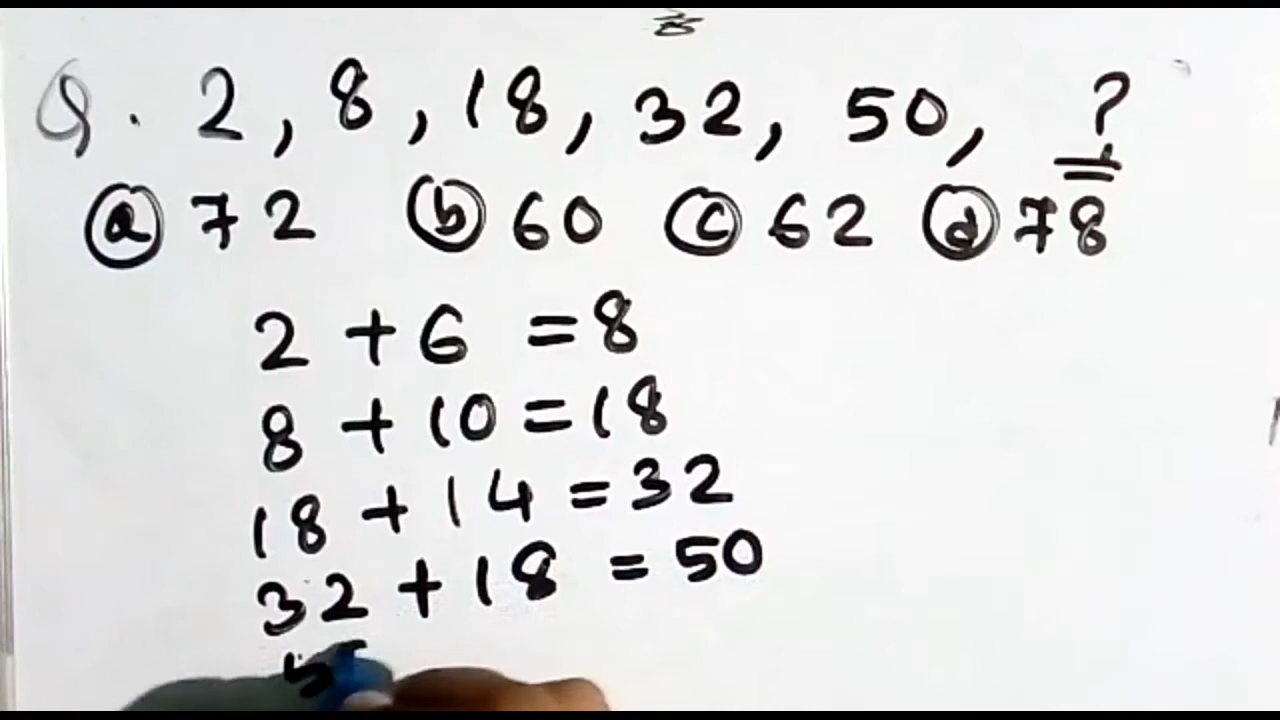 Q. 2, 8, 18, 32, 50, ?
(a) 72 (b) 60 (c) 62 (d) 78
2 + 6 = 8
8 + 10 = 18
18 + 14 = 32
32 + 18 = 50
5